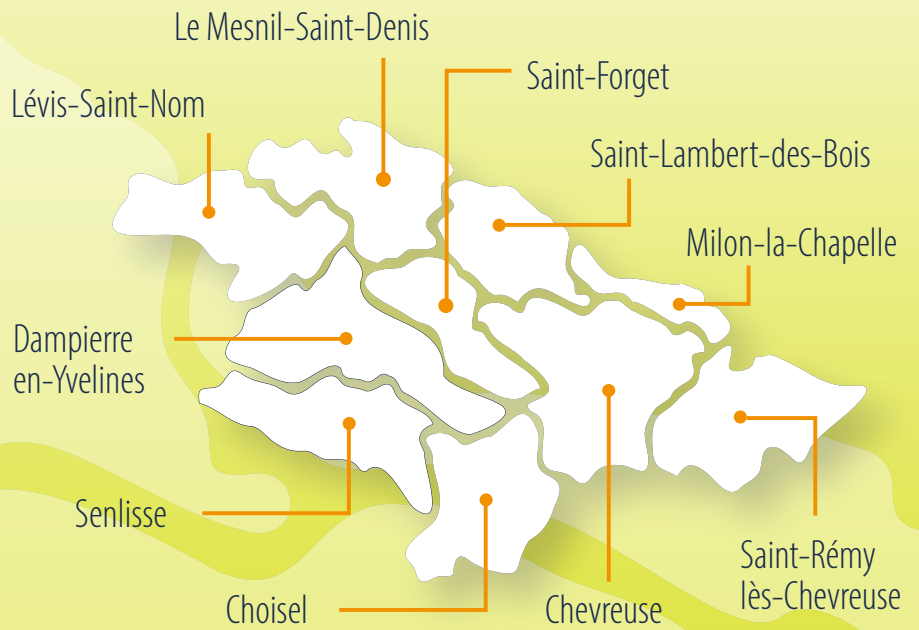 Le Mesnil-Saint-Denis
Saint-Forget
Lévis-Saint-Nom
Saint-Lambert-des-Bois
Milon-la-Chapelle
Dampierre
en-Yvelines
Senlisse
Saint-Rémy
lès-Chevreuse
Choisel
Chevreuse